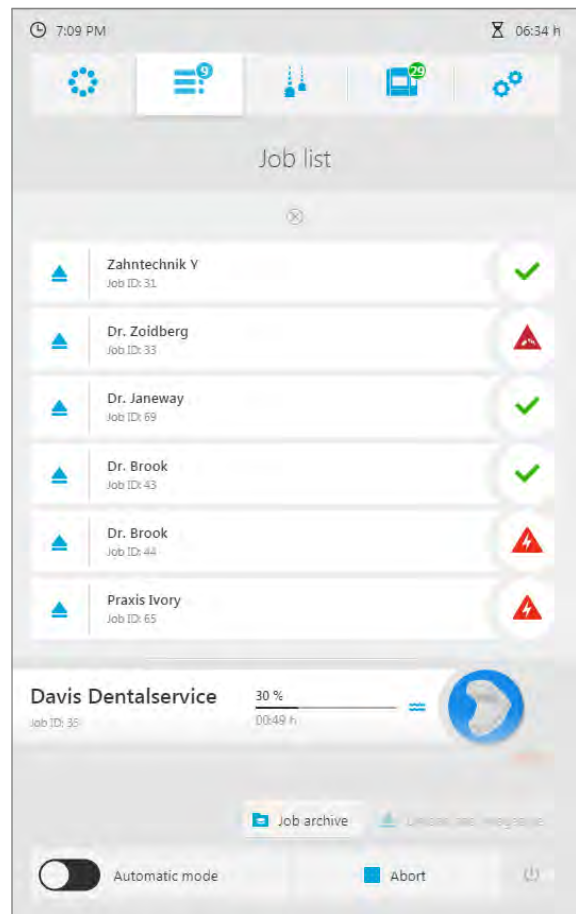 7:09 PM
06:34 h
9
29
Job list
Zahntechnik Y
Job ID: 31
Dr. Zoidberg
Job ID: 33
Dr. Janeway
Job ID: 69
Dr. Brook
Job ID: 43
Dr. Brook
Job ID: 44
Praxis Ivory
Job ID: 65
Davis Dentalservice
Job ID: 35
30 %
00:49 h
Job archive
Automatic mode
Abort